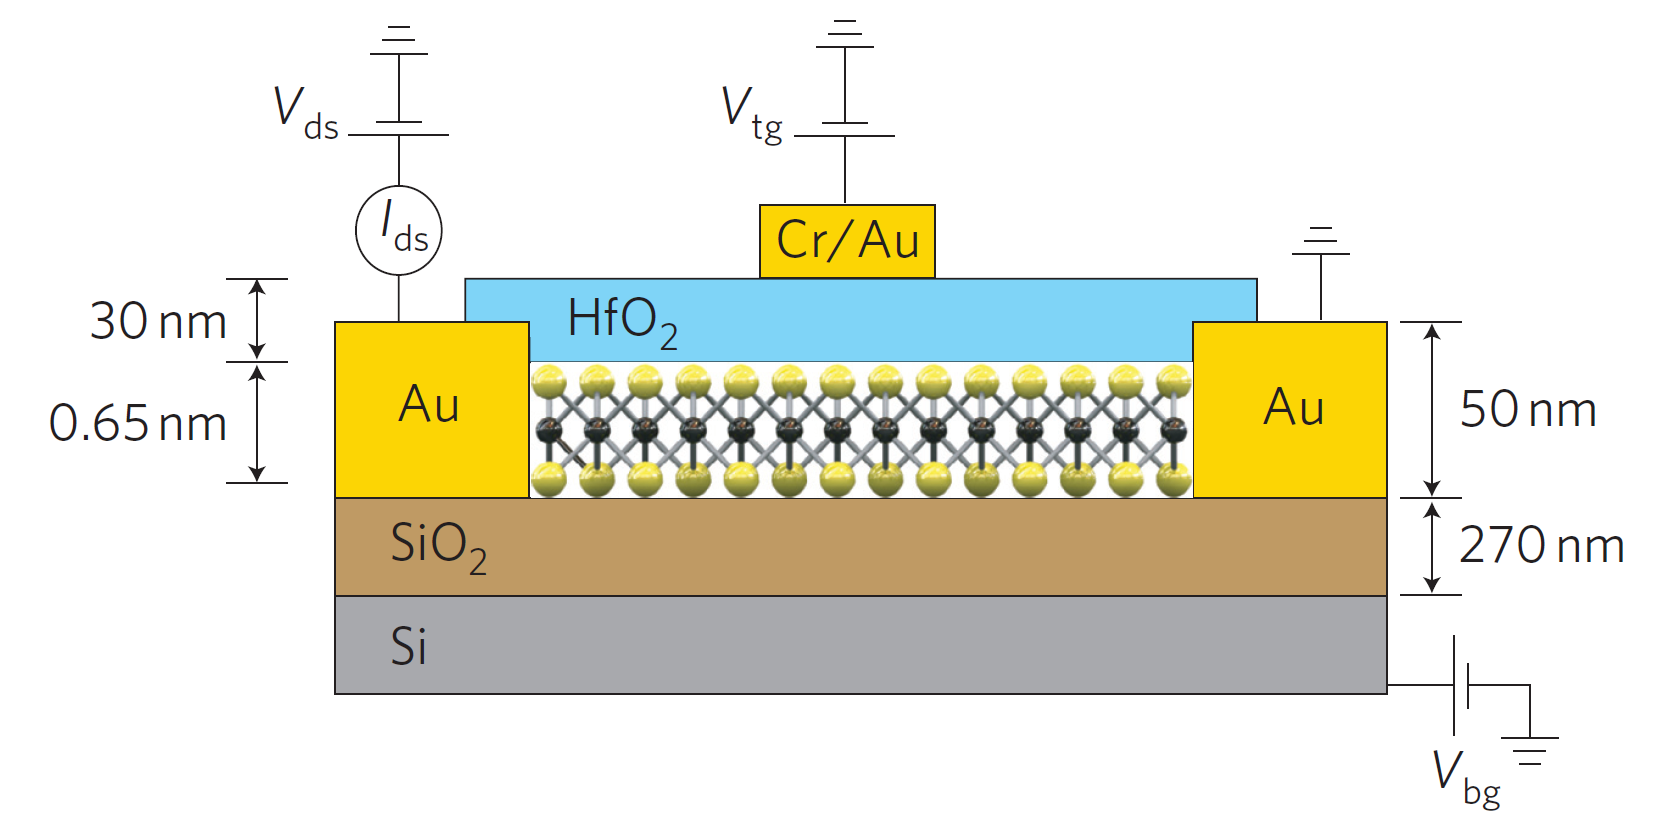 V_ds
V_tg
I_ds
Cr/Au
30 nm
HfO₂
0.65 nm
Au
Au
50 nm
SiO₂
270 nm
Si
V_bg